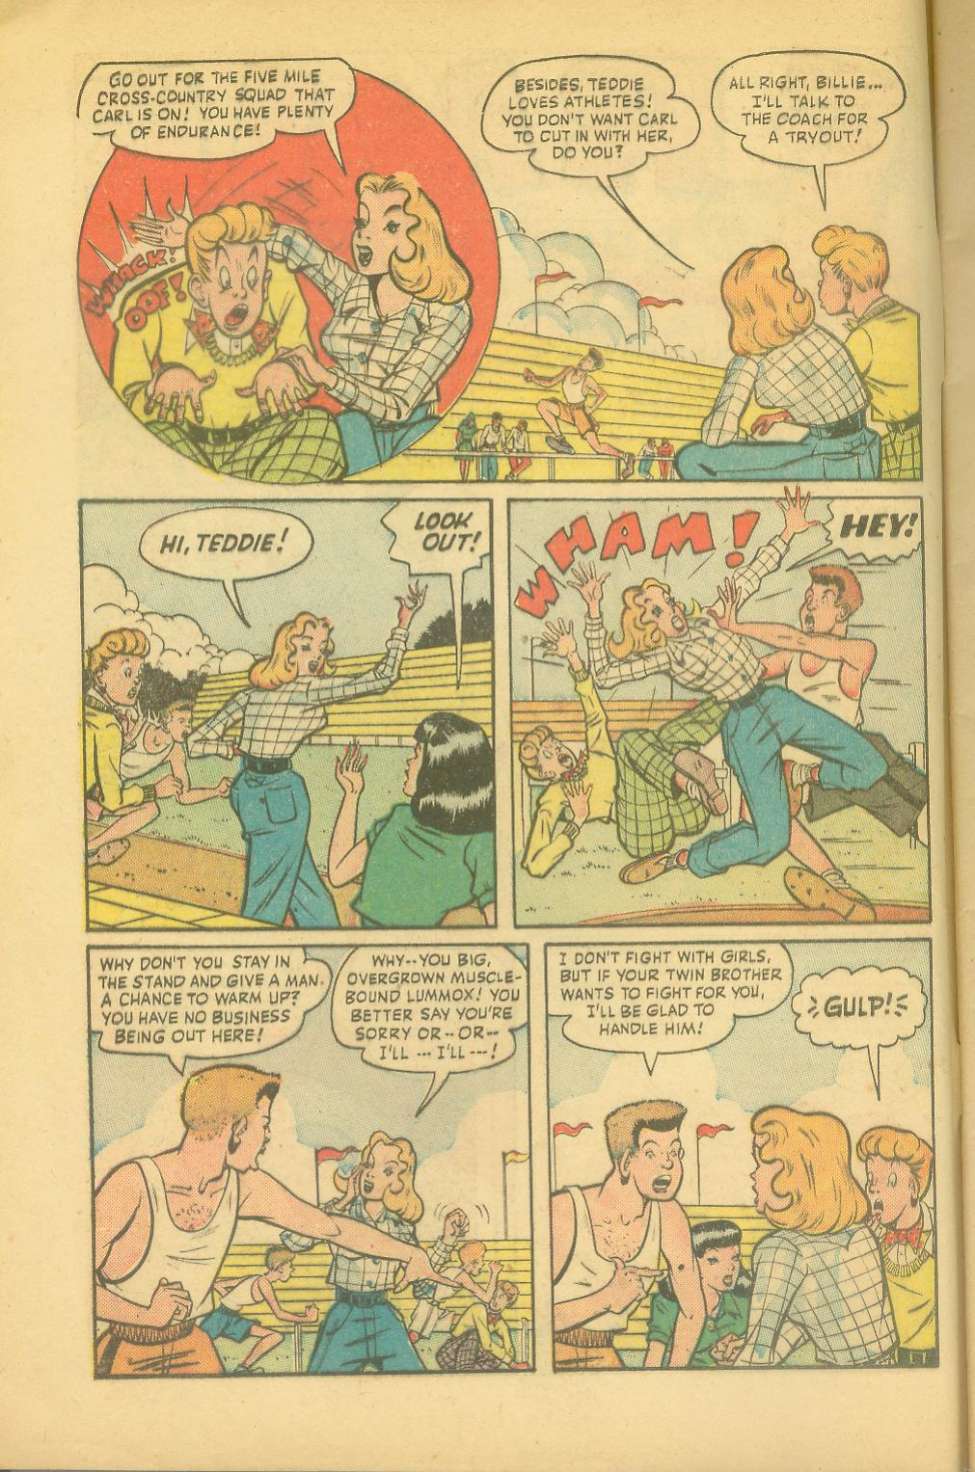 GO OUT FOR THE FIVE MILE
CROSS-COUNTRY SQUAD THAT
CARL IS ON! YOU HAVE PLENTY
OF ENDURANCE!
WHACK!
OOF!
BESIDES, TEDDIE
LOVES ATHLETES!
YOU DON'T WANT CARL
TO CUT IN WITH HER,
DO YOU?
ALL RIGHT, BILLIE...
I'LL TALK TO
THE COACH FOR
A TRYOUT!
HI, TEDDIE!
LOOK
OUT!
WHAM!
HEY!
WHY DON'T YOU STAY IN
THE STAND AND GIVE A MAN
A CHANCE TO WARM UP?
YOU HAVE NO BUSINESS
BEING OUT HERE!
WHY--YOU BIG,
OVERGROWN MUSCLE-
BOUND LUMMOX! YOU
BETTER SAY YOU'RE
SORRY OR--OR--
I'LL --- I'LL ---!
I DON'T FIGHT WITH GIRLS,
BUT IF YOUR TWIN BROTHER
WANTS TO FIGHT FOR YOU,
I'LL BE GLAD TO
HANDLE HIM!
GULP!